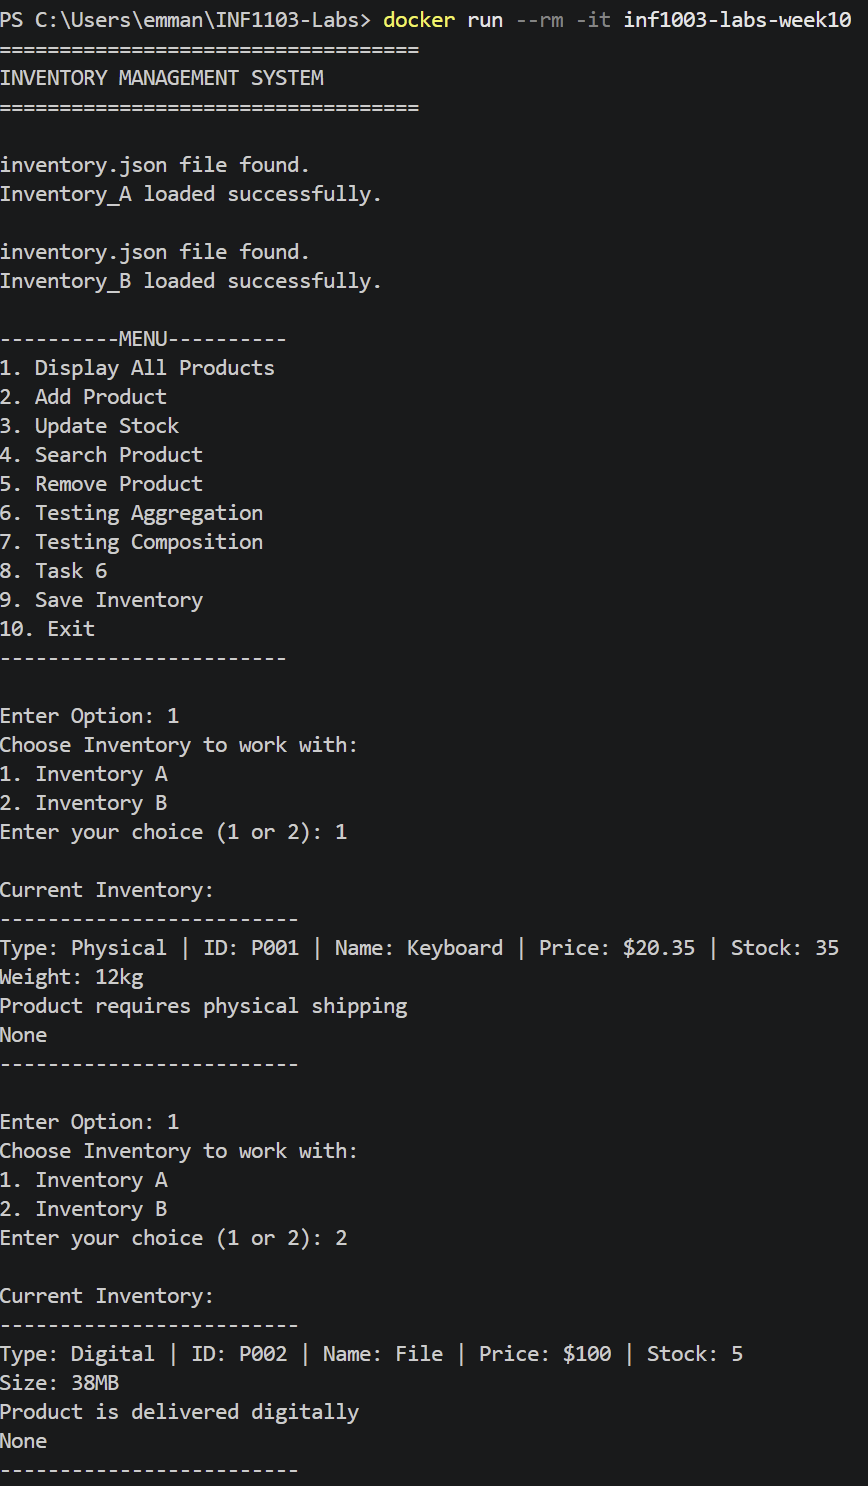 PS C:\Users\emman\INF1103-Labs> docker run --rm -it inf1003-labs-week10
===================================
INVENTORY MANAGEMENT SYSTEM
===================================
inventory.json file found.
Inventory_A loaded successfully.
inventory.json file found.
Inventory_B loaded successfully.
----------MENU----------
1. Display All Products
2. Add Product
3. Update Stock
4. Search Product
5. Remove Product
6. Testing Aggregation
7. Testing Composition
8. Task 6
9. Save Inventory
10. Exit
------------------------
Enter Option: 1
Choose Inventory to work with:
1. Inventory A
2. Inventory B
Enter your choice (1 or 2): 1
Current Inventory:
-------------------------
Type: Physical | ID: P001 | Name: Keyboard | Price: $20.35 | Stock: 35
Weight: 12kg
Product requires physical shipping
None
-------------------------
Enter Option: 1
Choose Inventory to work with:
1. Inventory A
2. Inventory B
Enter your choice (1 or 2): 2
Current Inventory:
-------------------------
Type: Digital | ID: P002 | Name: File | Price: $100 | Stock: 5
Size: 38MB
Product is delivered digitally
None
-------------------------